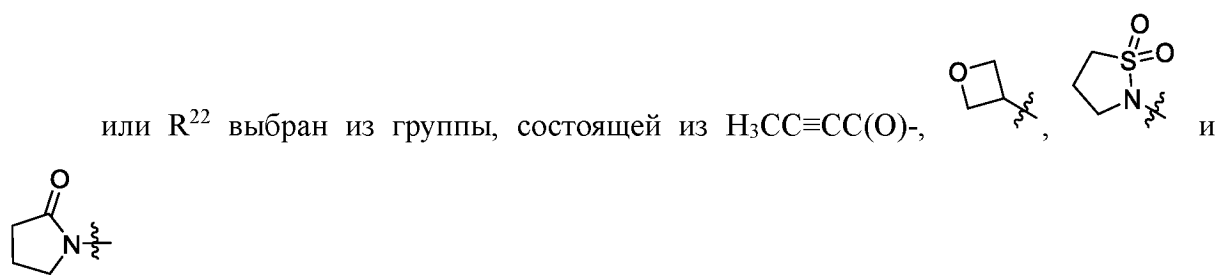 или R²² выбран из группы, состоящей из H₃CC≡CC(O)-, O , O O S N и
O N